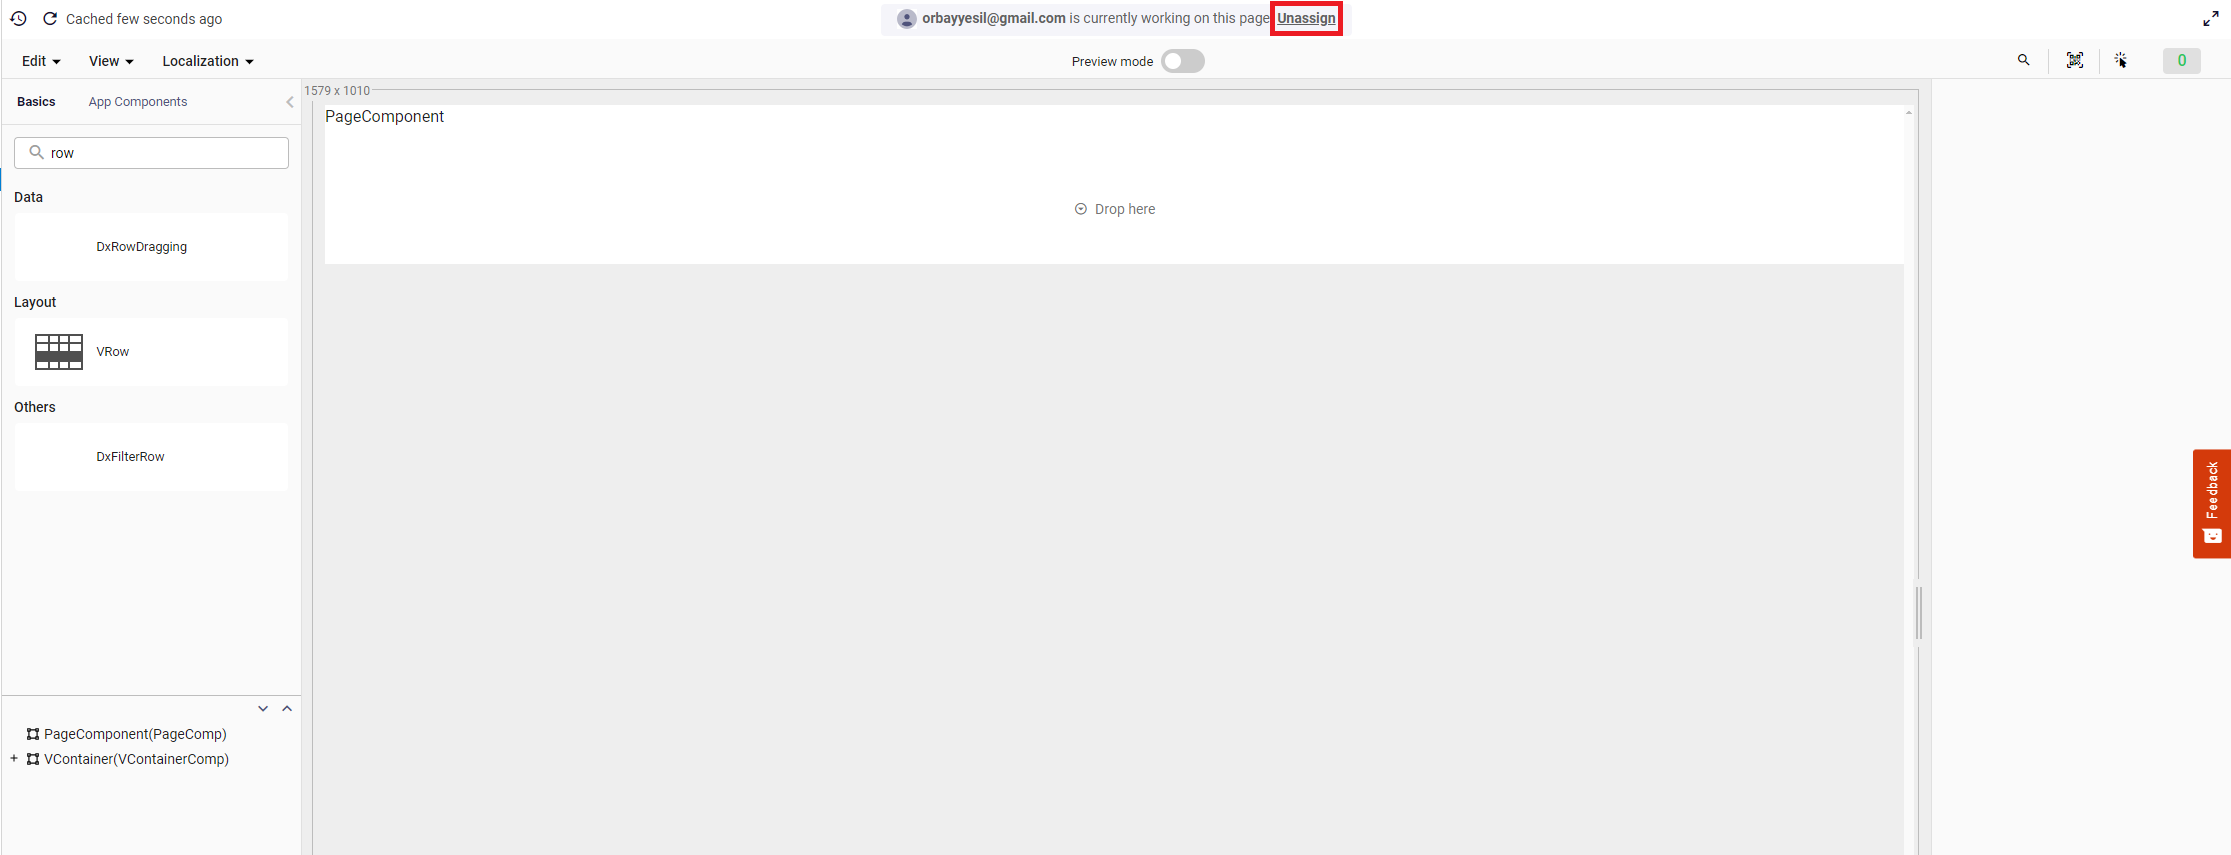 Cached few seconds ago
orbayyesil@gmail.com is currently working on this page Unassign
Edit View Localization
Preview mode
0
Basics App Components
1579 x 1010
PageComponent
row
Drop here
Data
DxRowDragging
Layout
VRow
Others
DxFilterRow
Feedback
PageComponent(PageComp)
+ VContainer(VContainerComp)